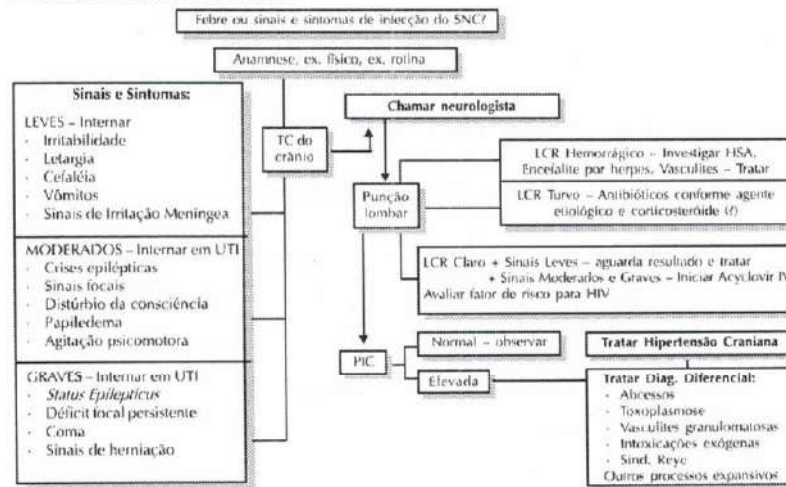 Febre ou sinais e sintomas de infecção do SNC?
Anamnese, ex. físico, ex. rotina
Sinais e Sintomas:
LEVES – Internar
· Irritabilidade
· Letargia
· Cefaléia
· Vômitos
· Sinais de Irritação Meníngea
MODERADOS – Internar em UTI
· Crises epilépticas
· Sinais focais
· Distúrbio da consciência
· Papiledema
· Agitação psicomotora
GRAVES – Internar em UTI
· Status Epilepticus
· Déficit focal persistente
· Coma
· Sinais de herniação
TC do
crânio
Chamar neurologista
Punção
lombar
LCR Hemorrágico – Investigar HSA,
Encefalite por herpes, Vasculites – Tratar
LCR Turvo – Antibióticos conforme agente
etiológico e corticosteróide (?)
LCR Claro + Sinais Leves – aguarda resultado e tratar
+ Sinais Moderados e Graves – Iniciar Acyclovir IV
Avaliar fator de risco para HIV
PIC
Normal – observar
Elevada
Tratar Hipertensão Craniana
Tratar Diag. Diferencial:
· Abcessos
· Toxoplasmose
· Vasculites granulomatosas
· Intoxicações exógenas
· Sind. Reye
Outros processos expansivos